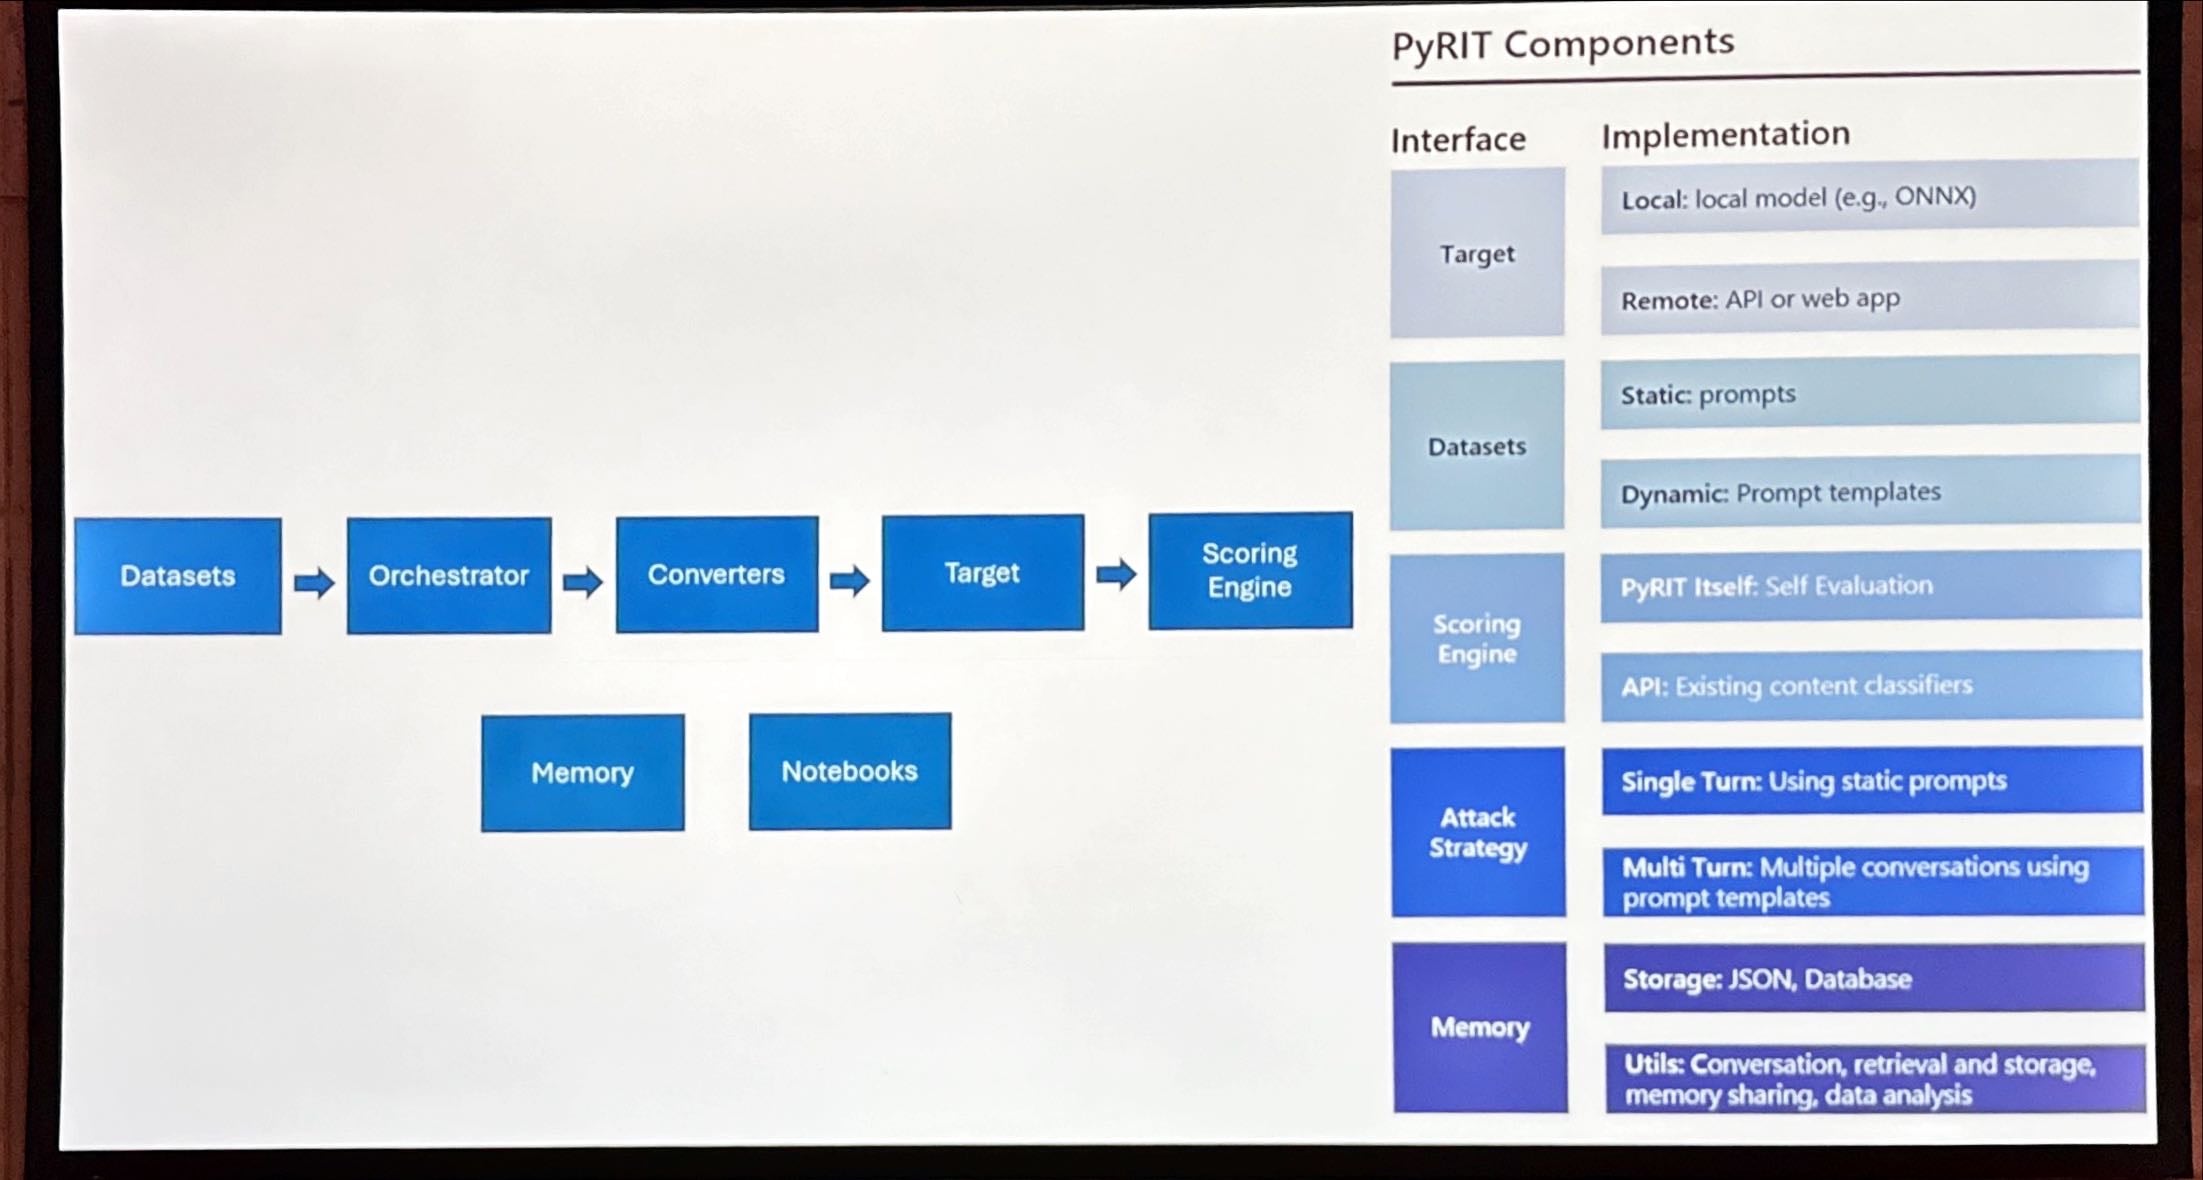 PyRIT Components
Interface
Implementation
Target
Local: local model (e.g., ONNX)
Remote: API or web app
Datasets
Static: prompts
Dynamic: Prompt templates
Scoring
Engine
PyRIT Itself: Self Evaluation
API: Existing content classifiers
Attack
Strategy
Single Turn: Using static prompts
Multi Turn: Multiple conversations using
prompt templates
Memory
Storage: JSON, Database
Utils: Conversation, retrieval and storage,
memory sharing, data analysis
Datasets
Orchestrator
Converters
Target
Scoring
Engine
Memory
Notebooks